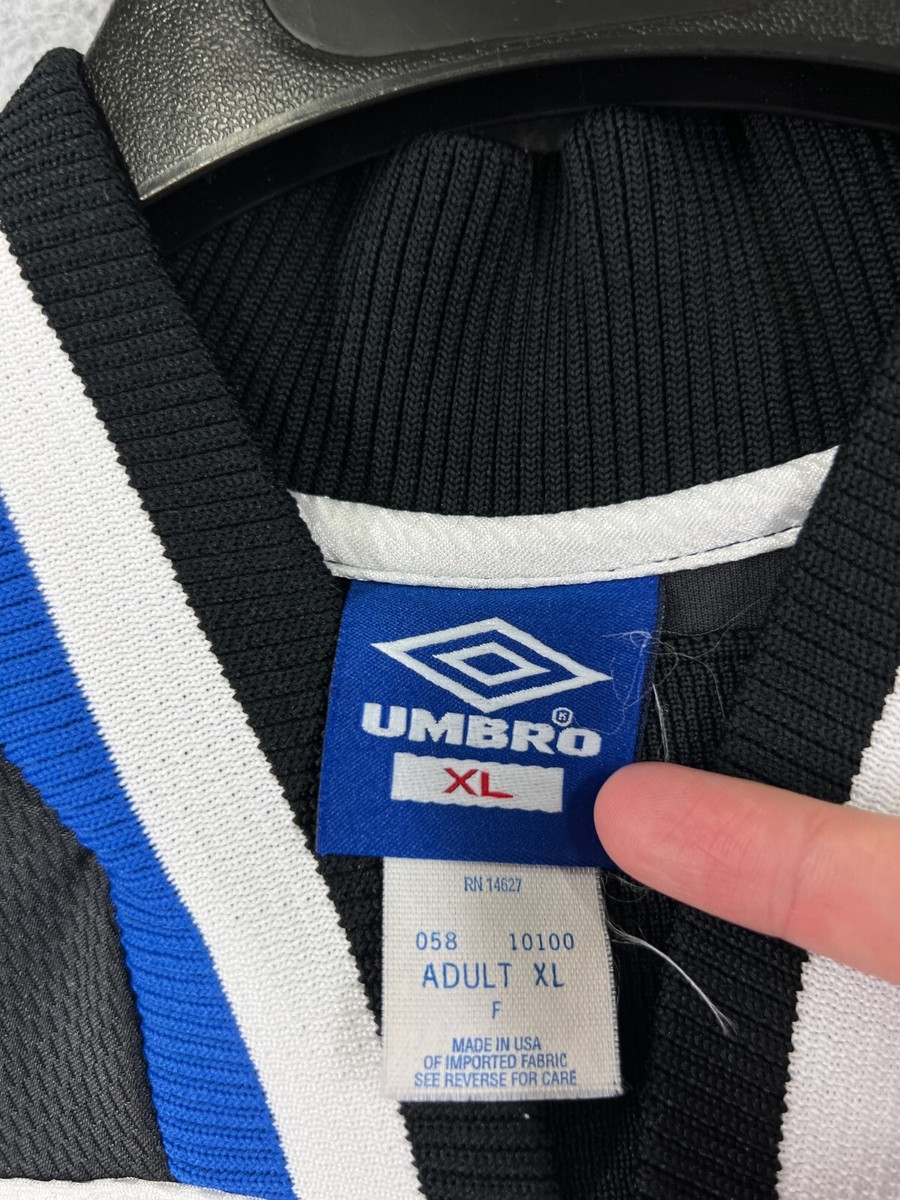 UMBRO®
XL
RN 14627
058 10100
ADULT XL
F
MADE IN USA
OF IMPORTED FABRIC
SEE REVERSE FOR CARE